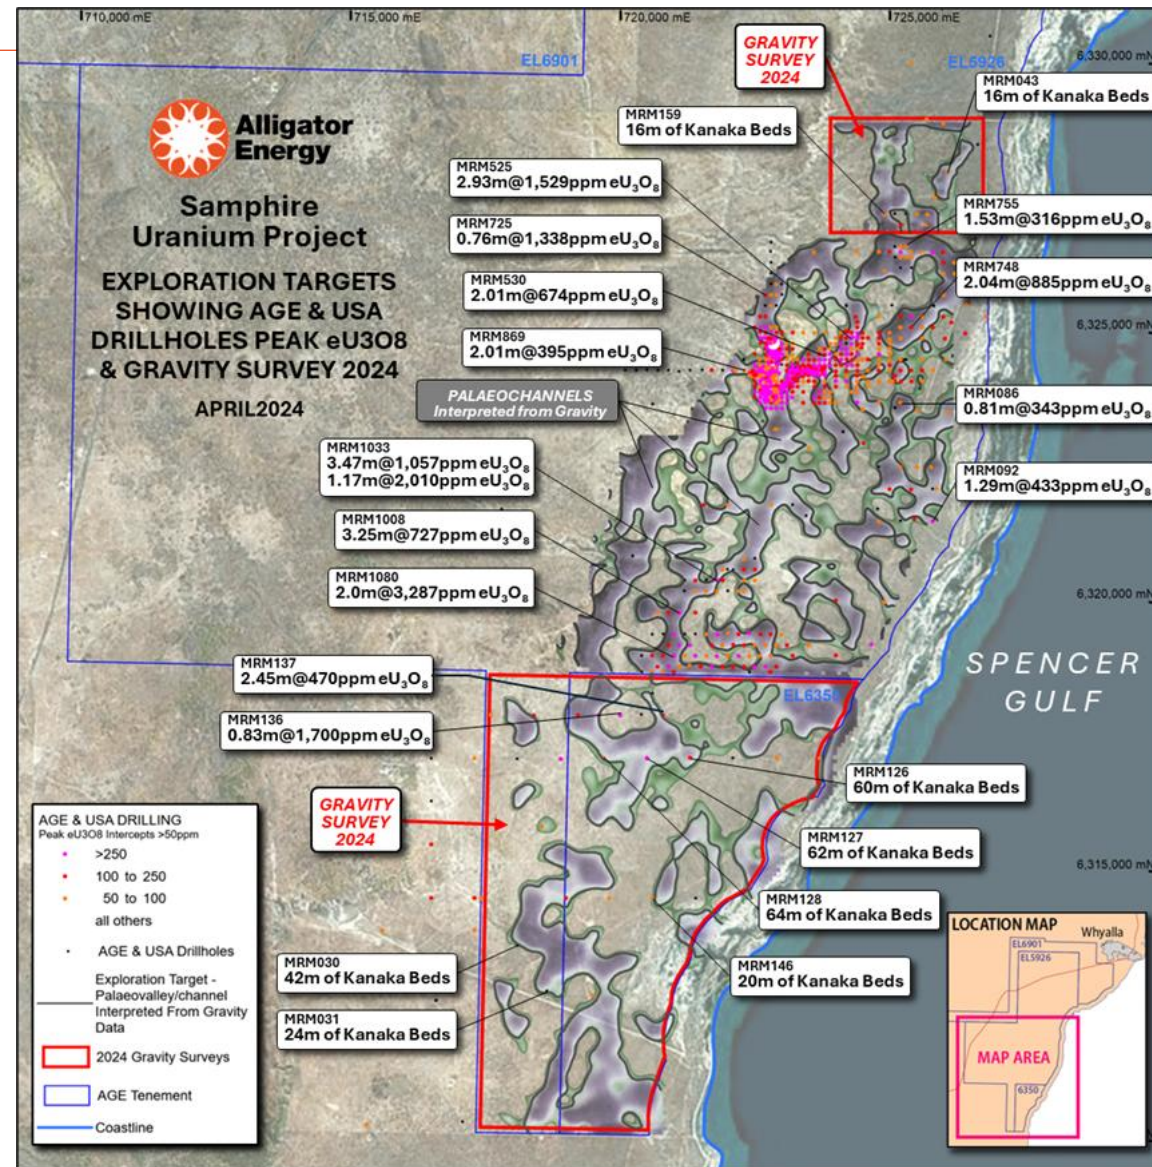 710,000 mE
715,000 mE
720,000 mE
725,000 mE
6,330,000 mN
6,325,000 mN
6,320,000 mN
6,315,000 mN
EL6901
EL5926
GRAVITY
SURVEY
2024
Alligator
Energy
Samphire
Uranium Project
EXPLORATION TARGETS
SHOWING AGE & USA
DRILLHOLES PEAK eU3O8
& GRAVITY SURVEY 2024
APRIL2024
MRM043
16m of Kanaka Beds
MRM159
16m of Kanaka Beds
MRM525
2.93m@1,529ppm eU₃O₈
MRM755
1.53m@316ppm eU₃O₈
MRM725
0.76m@1,338ppm eU₃O₈
MRM748
2.04m@885ppm eU₃O₈
MRM530
2.01m@674ppm eU₃O₈
MRM869
2.01m@395ppm eU₃O₈
PALAEOCHANNELS
Interpreted from Gravity
MRM086
0.81m@343ppm eU₃O₈
MRM1033
3.47m@1,057ppm eU₃O₈
1.17m@2,010ppm eU₃O₈
MRM092
1.29m@433ppm eU₃O₈
MRM1008
3.25m@727ppm eU₃O₈
MRM1080
2.0m@3,287ppm eU₃O₈
SPENCER
GULF
MRM137
2.45m@470ppm eU₃O₈
EL6350
MRM136
0.83m@1,700ppm eU₃O₈
MRM126
60m of Kanaka Beds
GRAVITY
SURVEY
2024
MRM127
62m of Kanaka Beds
MRM128
64m of Kanaka Beds
MRM030
42m of Kanaka Beds
MRM146
20m of Kanaka Beds
MRM031
24m of Kanaka Beds
AGE & USA DRILLING
Peak eU3O8 Intercepts >50ppm
>250
100 to 250
50 to 100
all others
AGE & USA Drillholes
Exploration Target -
Palaeovalley/channel
Interpreted From Gravity
Data
2024 Gravity Surveys
AGE Tenement
Coastline
LOCATION MAP
Whyalla
EL6901
EL5926
MAP AREA
6350